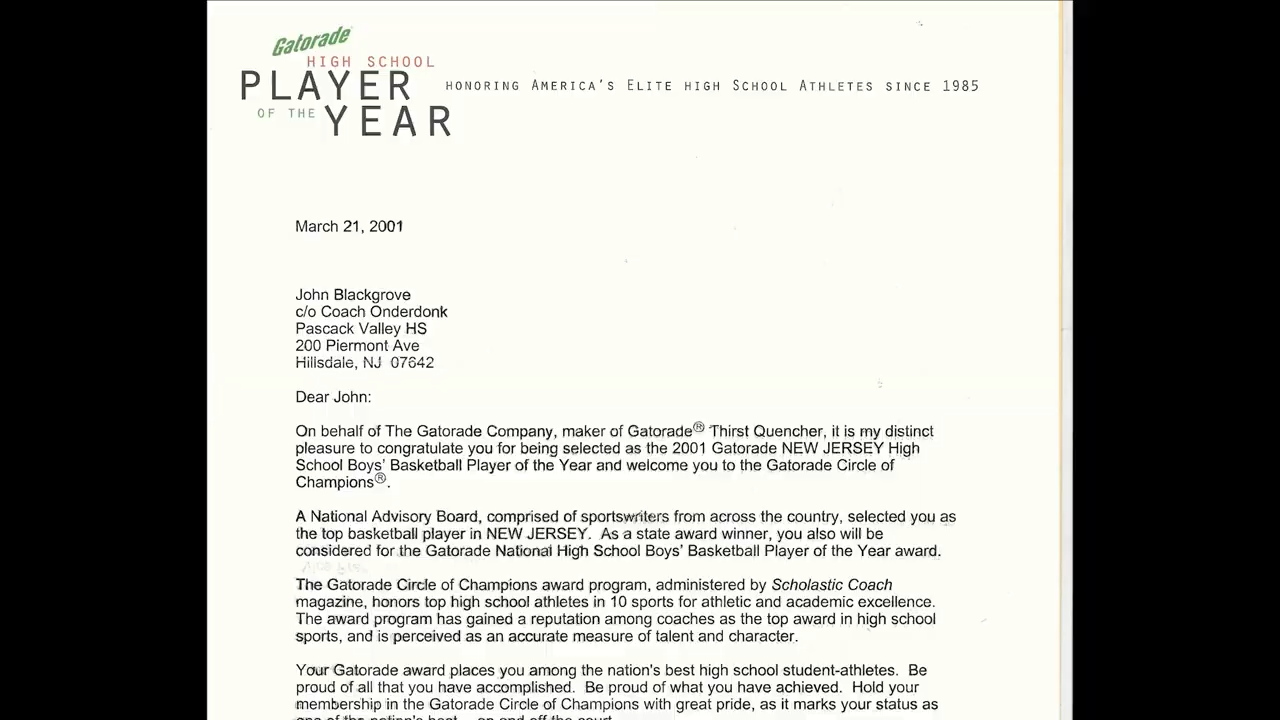 Gatorade
HIGH SCHOOL
PLAYER
HONORING AMERICA'S ELITE HIGH SCHOOL ATHLETES SINCE 1985
OF THE YEAR
March 21, 2001
John Blackgrove
c/o Coach Onderdonk
Pascack Valley HS
200 Piermont Ave
Hillsdale, NJ 07642
Dear John:
On behalf of The Gatorade Company, maker of Gatorade® Thirst Quencher, it is my distinct
pleasure to congratulate you for being selected as the 2001 Gatorade NEW JERSEY High
School Boys' Basketball Player of the Year and welcome you to the Gatorade Circle of
Champions®.
A National Advisory Board, comprised of sportswriters from across the country, selected you as
the top basketball player in NEW JERSEY. As a state award winner, you also will be
considered for the Gatorade National High School Boys' Basketball Player of the Year award.
The Gatorade Circle of Champions award program, administered by Scholastic Coach
magazine, honors top high school athletes in 10 sports for athletic and academic excellence.
The award program has gained a reputation among coaches as the top award in high school
sports, and is perceived as an accurate measure of talent and character.
Your Gatorade award places you among the nation's best high school student-athletes. Be
proud of all that you have accomplished. Be proud of what you have achieved. Hold your
membership in the Gatorade Circle of Champions with great pride, as it marks your status as
one of the nation's best on and off the court.